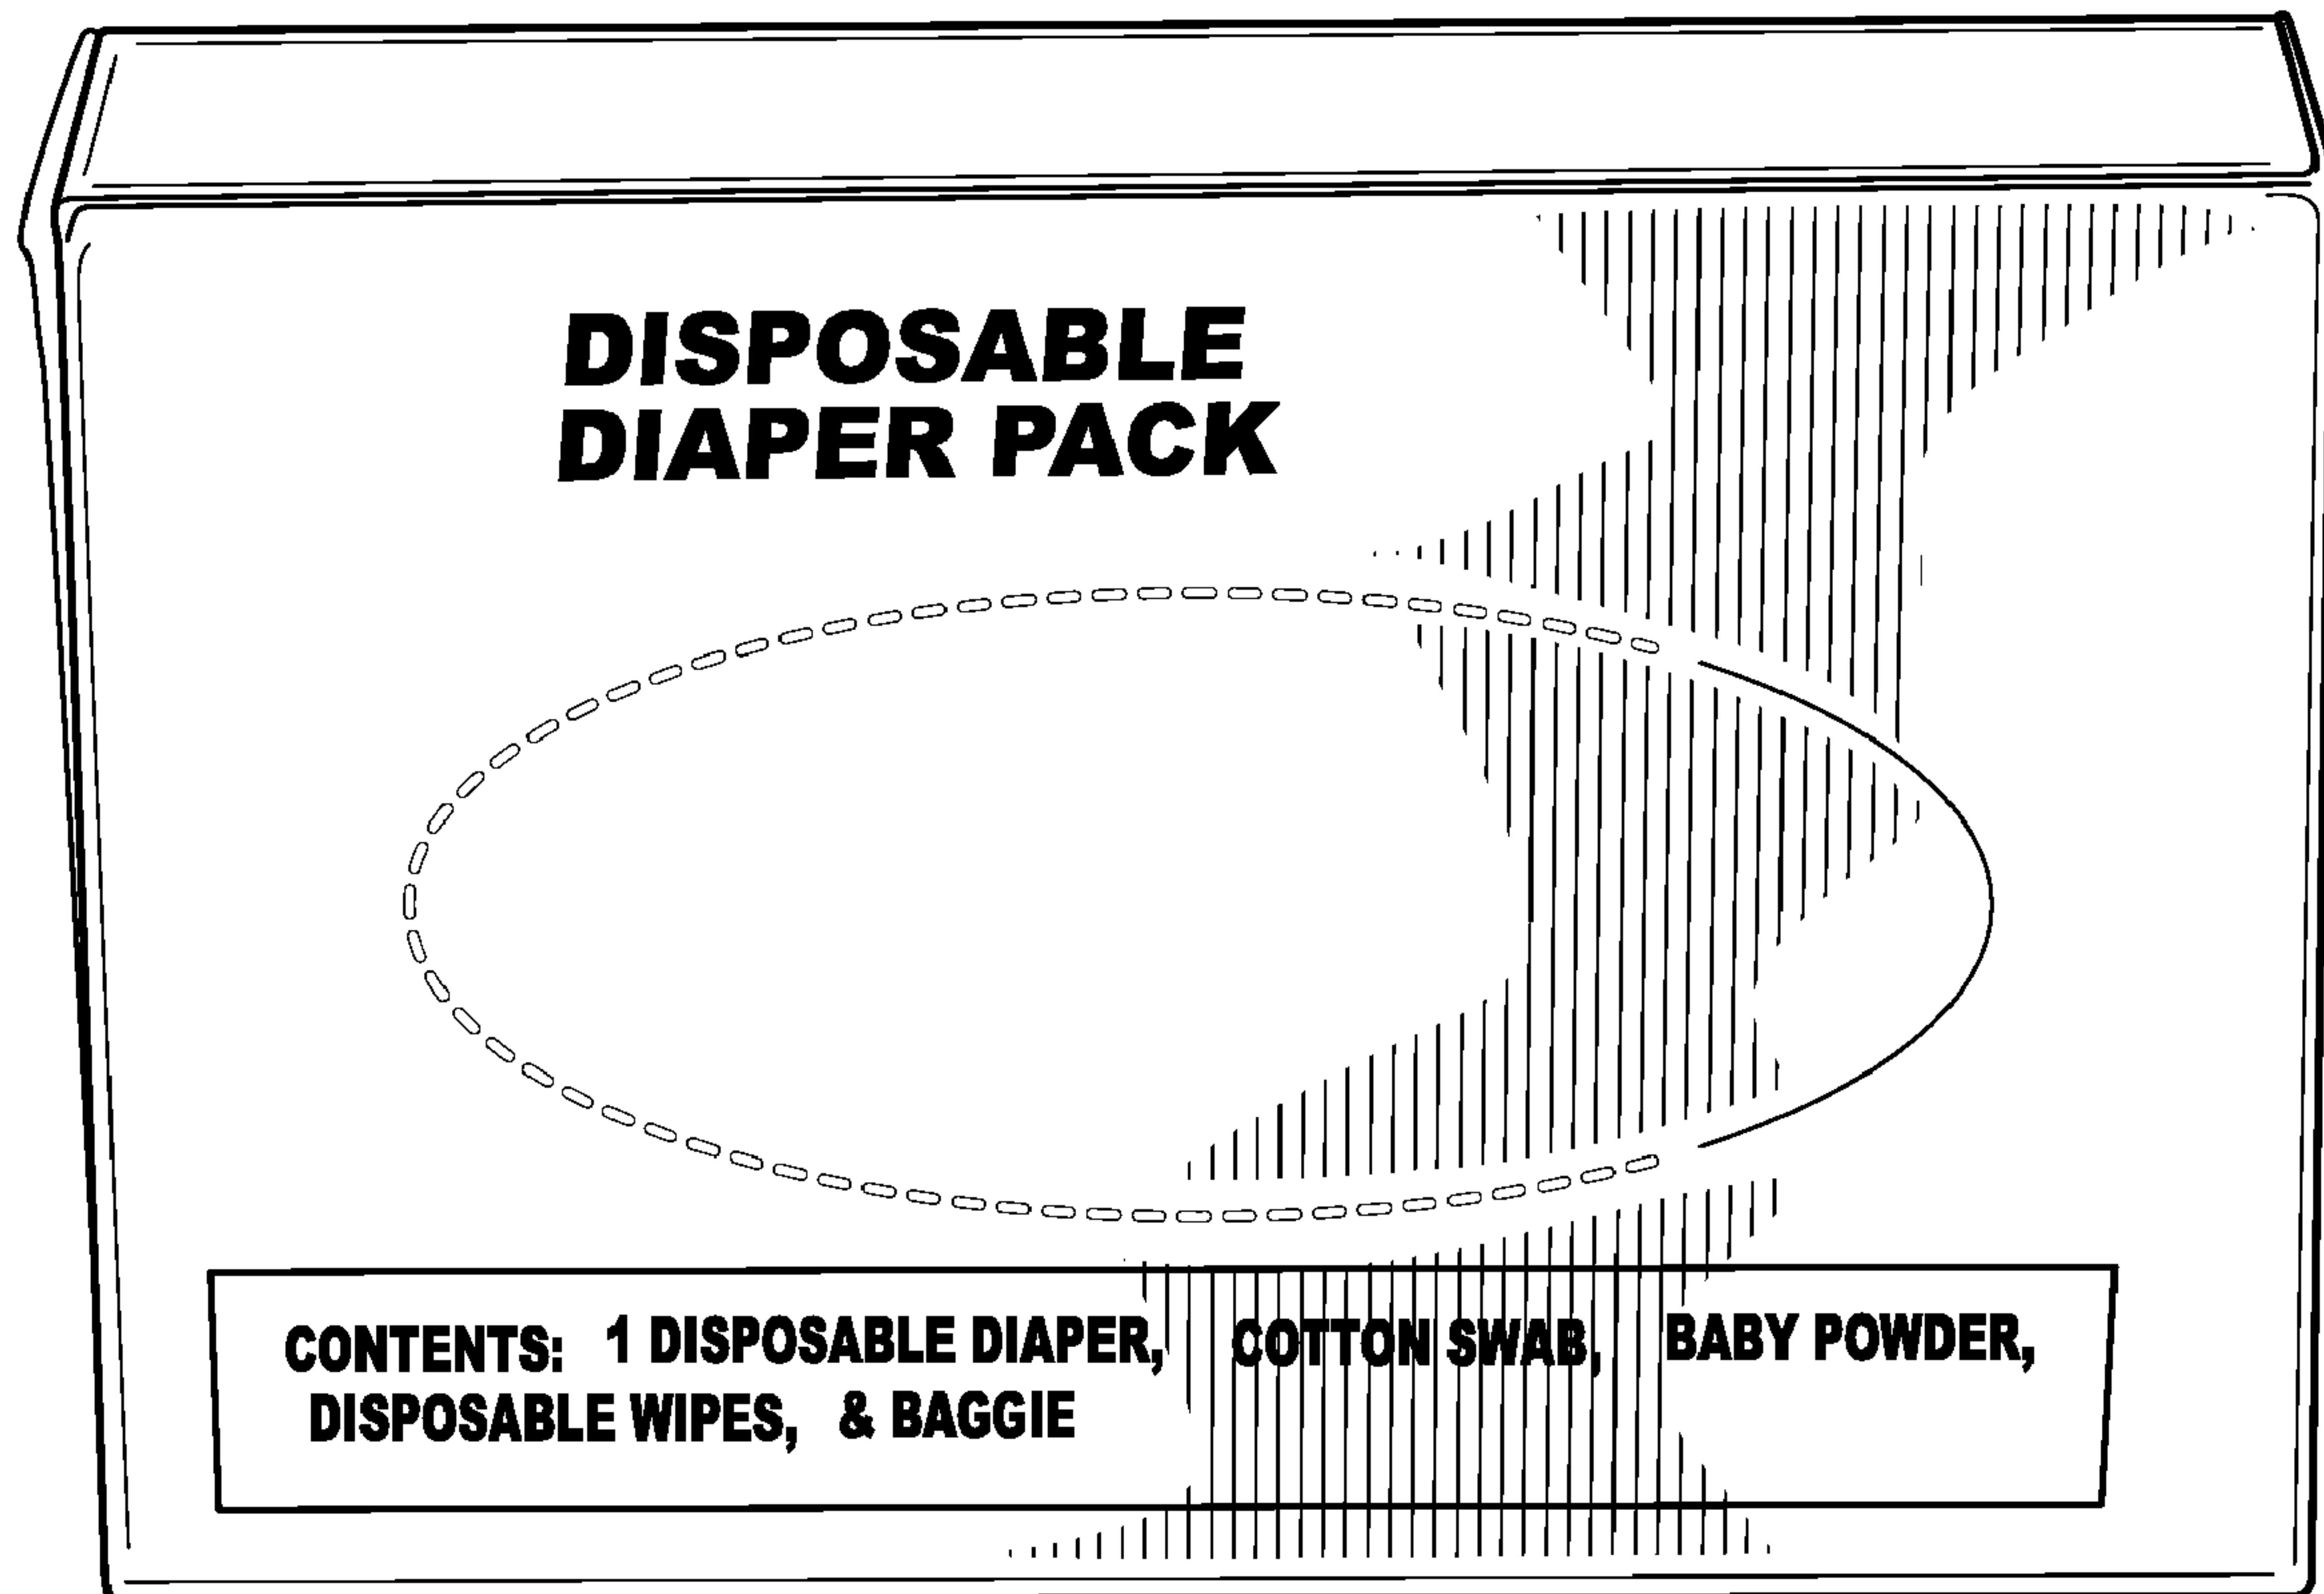 DISPOSABLE
DIAPER PACK
CONTENTS: 1 DISPOSABLE DIAPER, COTTON SWAB, BABY POWDER,
DISPOSABLE WIPES, & BAGGIE